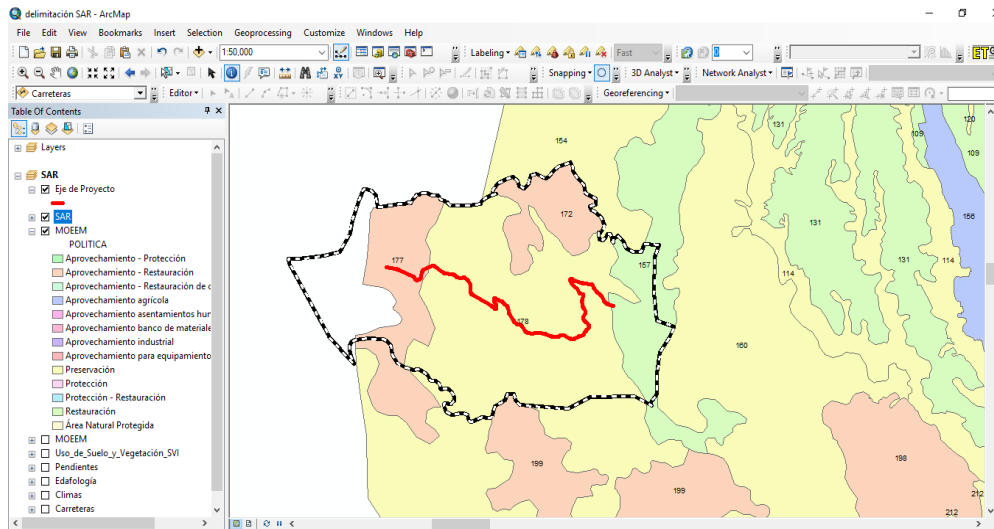 delimitación SAR - ArcMap
File Edit View Bookmarks Insert Selection Geoprocessing Customize Windows Help
1:50,000 Labeling Fast 0 ET
Snapping 3D Analyst Network Analyst
Carreteras Editor Georeferencing
Table Of Contents
Layers
SAR
Eje de Proyecto
SAR
MOEEM
POLITICA
Aprovechamiento - Protección
Aprovechamiento - Restauración
Aprovechamiento - Restauración de c
Aprovechamiento agrícola
Aprovechamiento asentamientos hur
Aprovechamiento banco de materiale
Aprovechamiento industrial
Aprovechamiento para equipamiento
Preservación
Protección
Protección - Restauración
Restauración
Área Natural Protegida
MOEEM
Uso_de_Suelo_y_Vegetación_SVI
Pendientes
Edafología
Climas
Carreteras
154
131
109
120
109
172
156
131
177
157
131
114
114
178
160
199
199
198
212
212